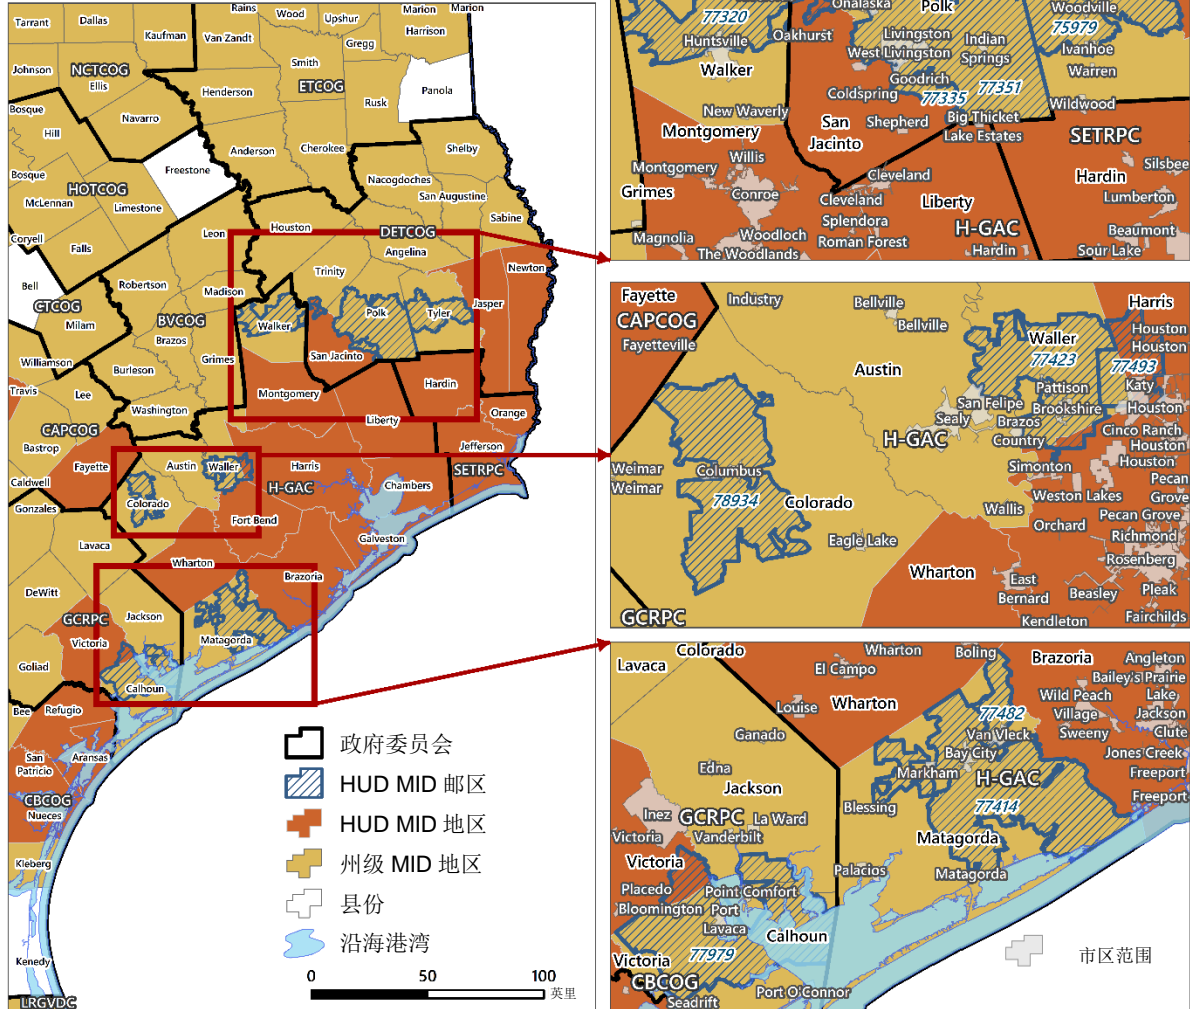 Tarrant
Dallas
Kaufman
Rains
Wood
Upshur
Marion
Marion
Van Zandt
Harrison
Gregg
Johnson
NCTCOG
Ellis
Smith
ETCOG
Henderson
Rusk
Panola
Bosque
Navarro
Hill
Anderson
Cherokee
Shelby
Freestone
Bosque
HOTCOG
McLennan
Limestone
Nacogdoches
San Augustine
Sabine
Coryell
Falls
Leon
Houston
DETCOG
Angelina
Bell
Robertson
Madison
Trinity
Newton
CTCOG
Milam
BVCOG
Brazos
Walker
Polk
Tyler
Jasper
Williamson
Burleson
Grimes
San Jacinto
Travis
Lee
Washington
Montgomery
Hardin
CAPCOG
Bastrop
Liberty
Orange
Jefferson
Fayette
Austin
Waller
Harris
SETRPC
Caldwell
Gonzales
Colorado
H-GAC
Chambers
Fort Bend
Lavaca
Galveston
Wharton
DeWitt
Brazoria
GCRPC
Jackson
Victoria
Matagorda
Goliad
Calhoun
Bee
Refugio
San
Patricio
Aransas
CBCOG
Nueces
Kleberg
Kenedy
LRGVDC
政府委员会
HUD MID 邮区
HUD MID 地区
州级 MID 地区
县份
沿海港湾
0
50
100
英里
Onalaska
Polk
Woodville
77320
75979
Huntsville
Oakhurst
Livingston
Indian
Springs
Ivanhoe
West Livingston
Walker
Goodrich
Warren
Coldspring
77335
77351
Wildwood
New Waverly
San
Jacinto
Shepherd
Big Thicket
Lake Estates
SETRPC
Montgomery
Willis
Silsbee
Montgomery
Cleveland
Hardin
Grimes
Conroe
Cleveland
Liberty
Lumberton
Splendora
Magnolia
Woodloch
Roman Forest
H-GAC
Beaumont
The Woodlands
Hardin
Sour Lake
Fayette
Industry
Bellville
Harris
CAPCOG
Bellville
Houston
Fayetteville
Waller
Houston
77423
77493
Austin
Pattison
Katy
San Felipe
Brookshire
Houston
Sealy
Brazos
Country
Cinco Ranch
H-GAC
Houston
Weimar
Columbus
Simonton
Houston
Weimar
Pecan
Grove
78934
Colorado
Weston Lakes
Wallis
Pecan Grove
Orchard
Eagle Lake
Richmond
Rosenberg
Wharton
East
Bernard
Beasley
Pleak
GCRPC
Kendleton
Fairchilds
Lavaca
Colorado
Wharton
Boling
Brazoria
Angleton
El Campo
Bailey's Prairie
Wild Peach
Village
Lake
Jackson
Louise
Wharton
77482
Sweeny
Clute
Ganado
Van Vleck
Bay City
Jones Creek
Edna
Markham
H-GAC
Freeport
Jackson
Blessing
77414
Freeport
Inez
GCRPC
La Ward
Victoria
Vanderbilt
Matagorda
Victoria
Palacios
Matagorda
Placedo
Point Comfort
Bloomington
Port
Lavaca
Calhoun
77979
Victoria
CBCOG
Port O'Connor
Seadrift
市区范围